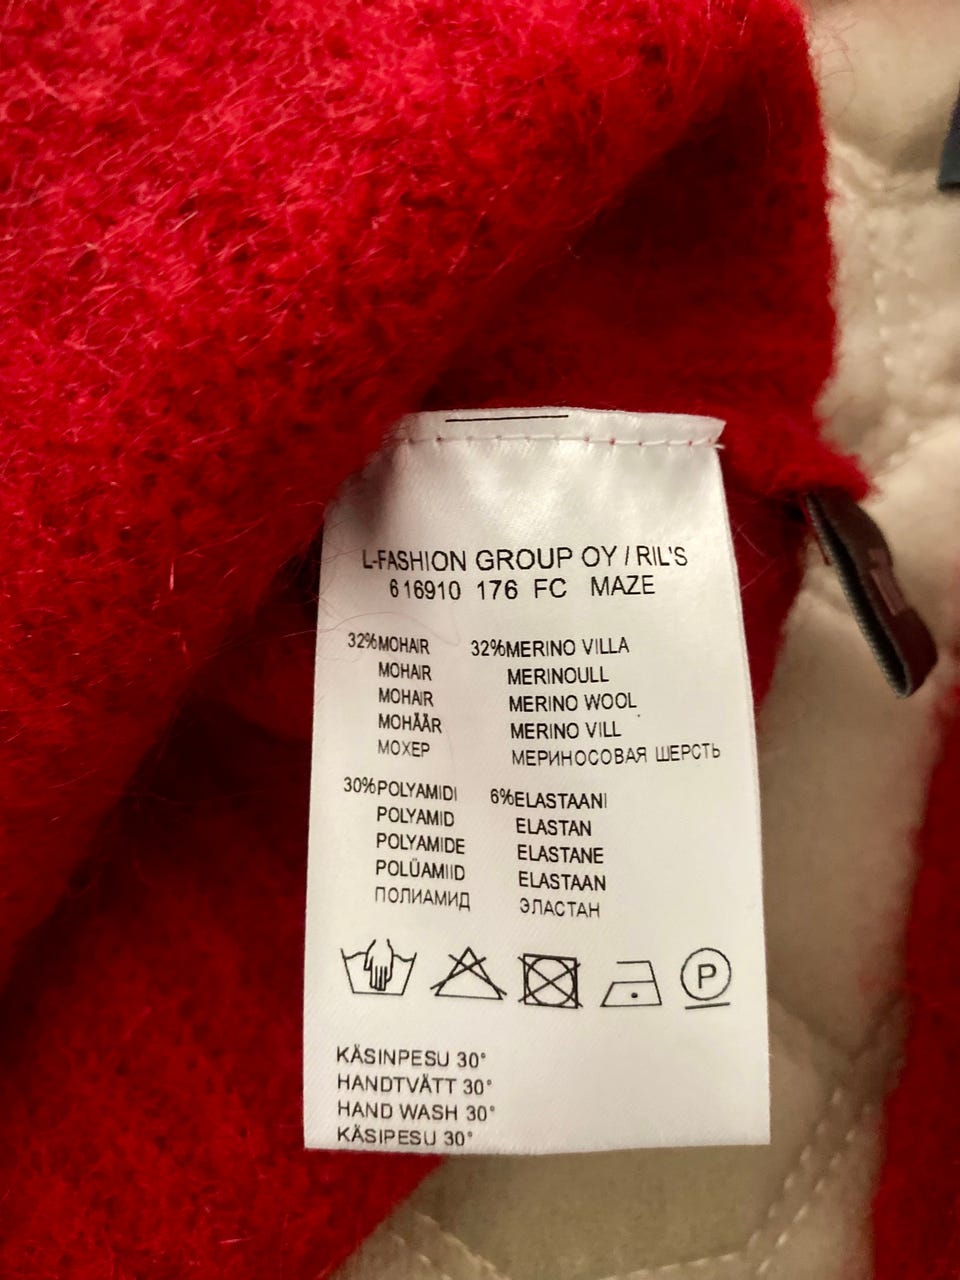 L-FASHION GROUP OY / RIL'S
616910 176 FC MAZE
32%MOHAIR 32%MERINO VILLA
MOHAIR MERINOULL
MOHAIR MERINO WOOL
MOHÄÄR MERINO VILL
МОХЕР МЕРИНОСОВАЯ ШЕРСТЬ
30%POLYAMIDI 6%ELASTAANI
POLYAMID ELASTAN
POLYAMIDE ELASTANE
POLÜAMIID ELASTAAN
ПОЛИАМИД ЭЛАСТАН
P
KÄSINPESU 30°
HANDTVÄTT 30°
HAND WASH 30°
KÄSIPESU 30°